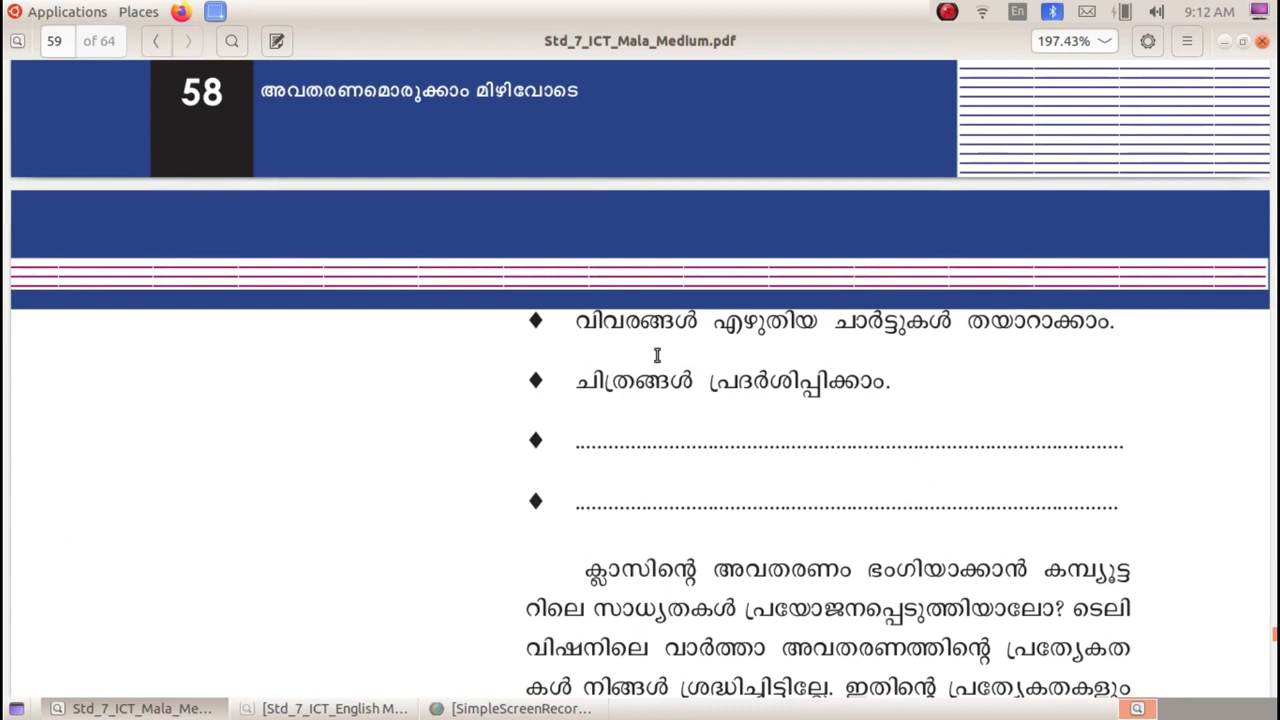 Applications Places En 9:12 AM
59 of 64 Std_7_ICT_Mala_Medium.pdf 197.43%
58 അവതരണമൊരുക്കാം മിഴിവോടെ
♦ വിവരങ്ങൾ എഴുതിയ ചാർട്ടുകൾ തയാറാക്കാം.
♦ ചിത്രങ്ങൾ പ്രദർശിപ്പിക്കാം.
♦ ..........................................................................................
♦ .........................................................................................
ക്ലാസിന്റെ അവതരണം ഭംഗിയാക്കാൻ കമ്പ്യൂട്ട
റിലെ സാധ്യതകൾ പ്രയോജനപ്പെടുത്തിയാലോ? ടെലി
വിഷനിലെ വാർത്താ അവതരണത്തിന്റെ പ്രത്യേകത
കൾ നിങ്ങൾ ശ്രദ്ധിച്ചിട്ടില്ലേ. ഇതിന്റെ പ്രത്യേകതകളും
Std_7_ICT_Mala_Me... [Std_7_ICT_English M... [SimpleScreenRecor...